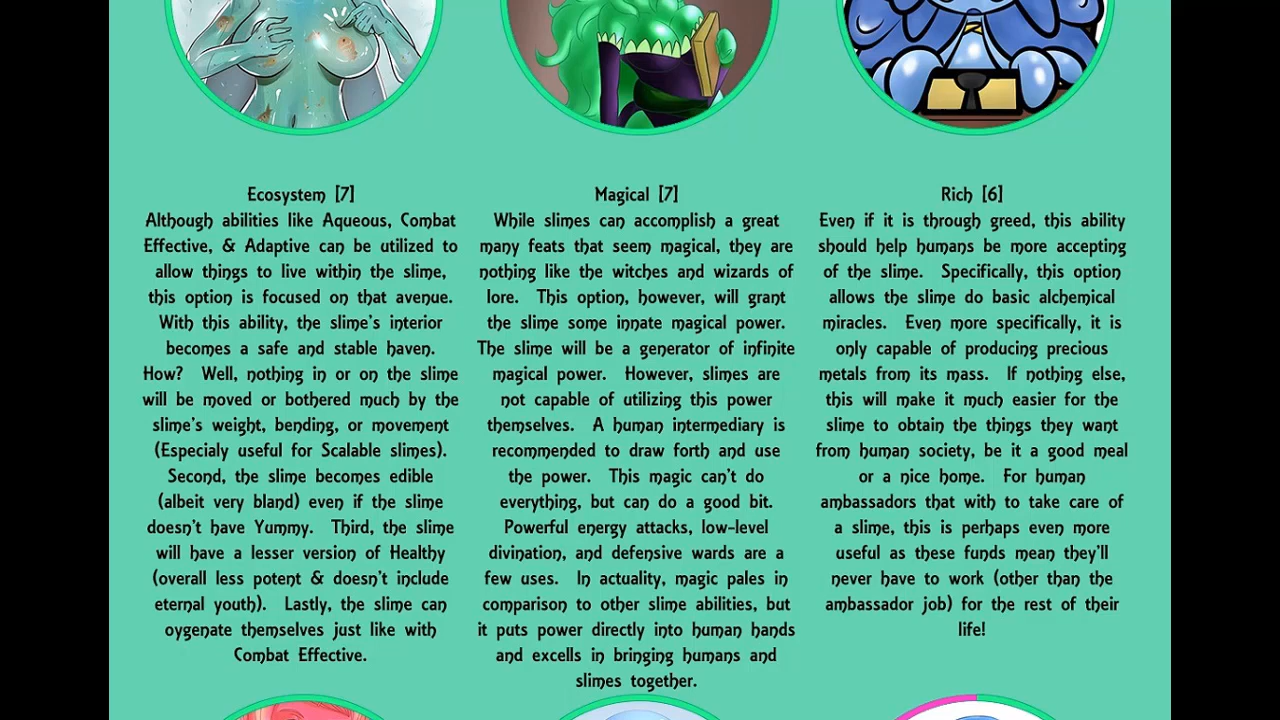 Ecosystem [7]
Although abilities like Aqueous, Combat
Effective, & Adaptive can be utilized to
allow things to live within the slime,
this option is focused on that avenue.
With this ability, the slime's interior
becomes a safe and stable haven.
How? Well, nothing in or on the slime
will be moved or bothered much by the
slime's weight, bending, or movement
(Especialy useful for Scalable slimes).
Second, the slime becomes edible
(albeit very bland) even if the slime
doesn't have Yummy. Third, the slime
will have a lesser version of Healthy
(overall less potent & doesn't include
eternal youth). Lastly, the slime can
oygenate themselves just like with
Combat Effective.
Magical [7]
While slimes can accomplish a great
many feats that seem magical, they are
nothing like the witches and wizards of
lore. This option, however, will grant
the slime some innate magical power.
The slime will be a generator of infinite
magical power. However, slimes are
not capable of utilizing this power
themselves. A human intermediary is
recommended to draw forth and use
the power. This magic can't do
everything, but can do a good bit.
Powerful energy attacks, low-level
divination, and defensive wards are a
few uses. In actuality, magic pales in
comparison to other slime abilities, but
it puts power directly into human hands
and excells in bringing humans and
slimes together.
Rich [6]
Even if it is through greed, this ability
should help humans be more accepting
of the slime. Specifically, this option
allows the slime do basic alchemical
miracles. Even more specifically, it is
only capable of producing precious
metals from its mass. If nothing else,
this will make it much easier for the
slime to obtain the things they want
from human society, be it a good meal
or a nice home. For human
ambassadors that with to take care of
a slime, this is perhaps even more
useful as these funds mean they'll
never have to work (other than the
ambassador job) for the rest of their
life!